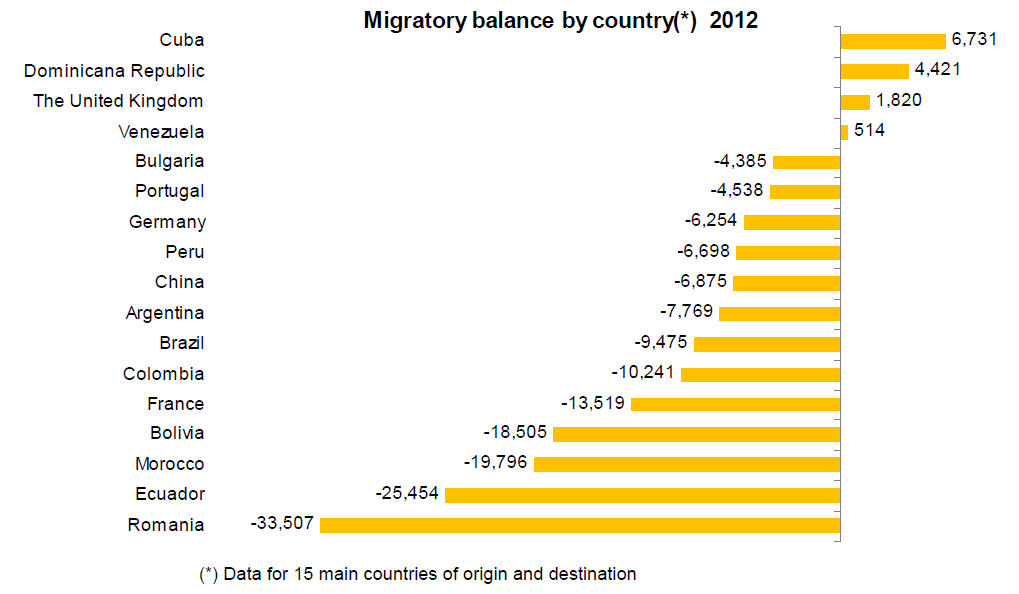 Migratory balance by country(*) 2012
Cuba 6,731
Dominicana Republic 4,421
The United Kingdom 1,820
Venezuela 514
Bulgaria -4,385
Portugal -4,538
Germany -6,254
Peru -6,698
China -6,875
Argentina -7,769
Brazil -9,475
Colombia -10,241
France -13,519
Bolivia -18,505
Morocco -19,796
Ecuador -25,454
Romania -33,507
(*) Data for 15 main countries of origin and destination